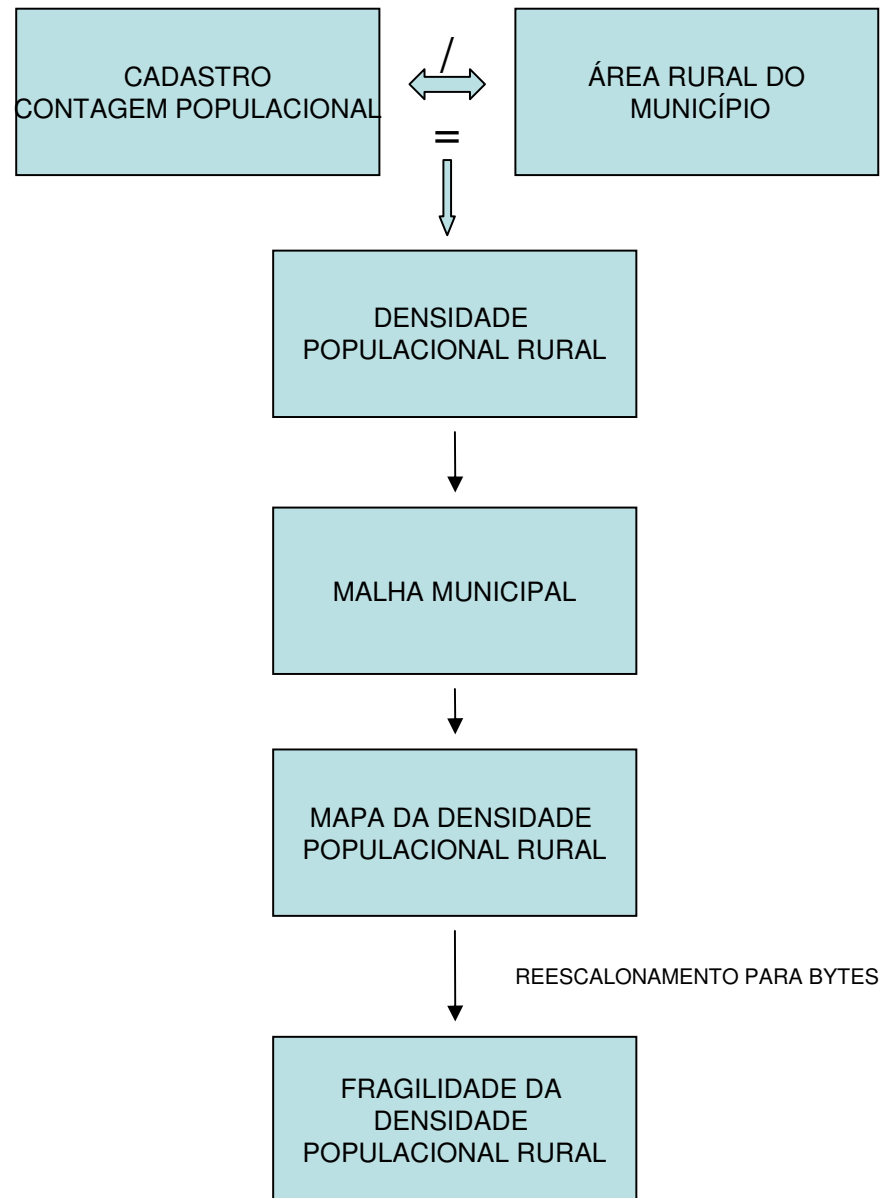 CADASTRO
CONTAGEM POPULACIONAL
/
=
ÁREA RURAL DO
MUNICÍPIO
DENSIDADE
POPULACIONAL RURAL
MALHA MUNICIPAL
MAPA DA DENSIDADE
POPULACIONAL RURAL
REESCALONAMENTO PARA BYTES
FRAGILIDADE DA
DENSIDADE
POPULACIONAL RURAL